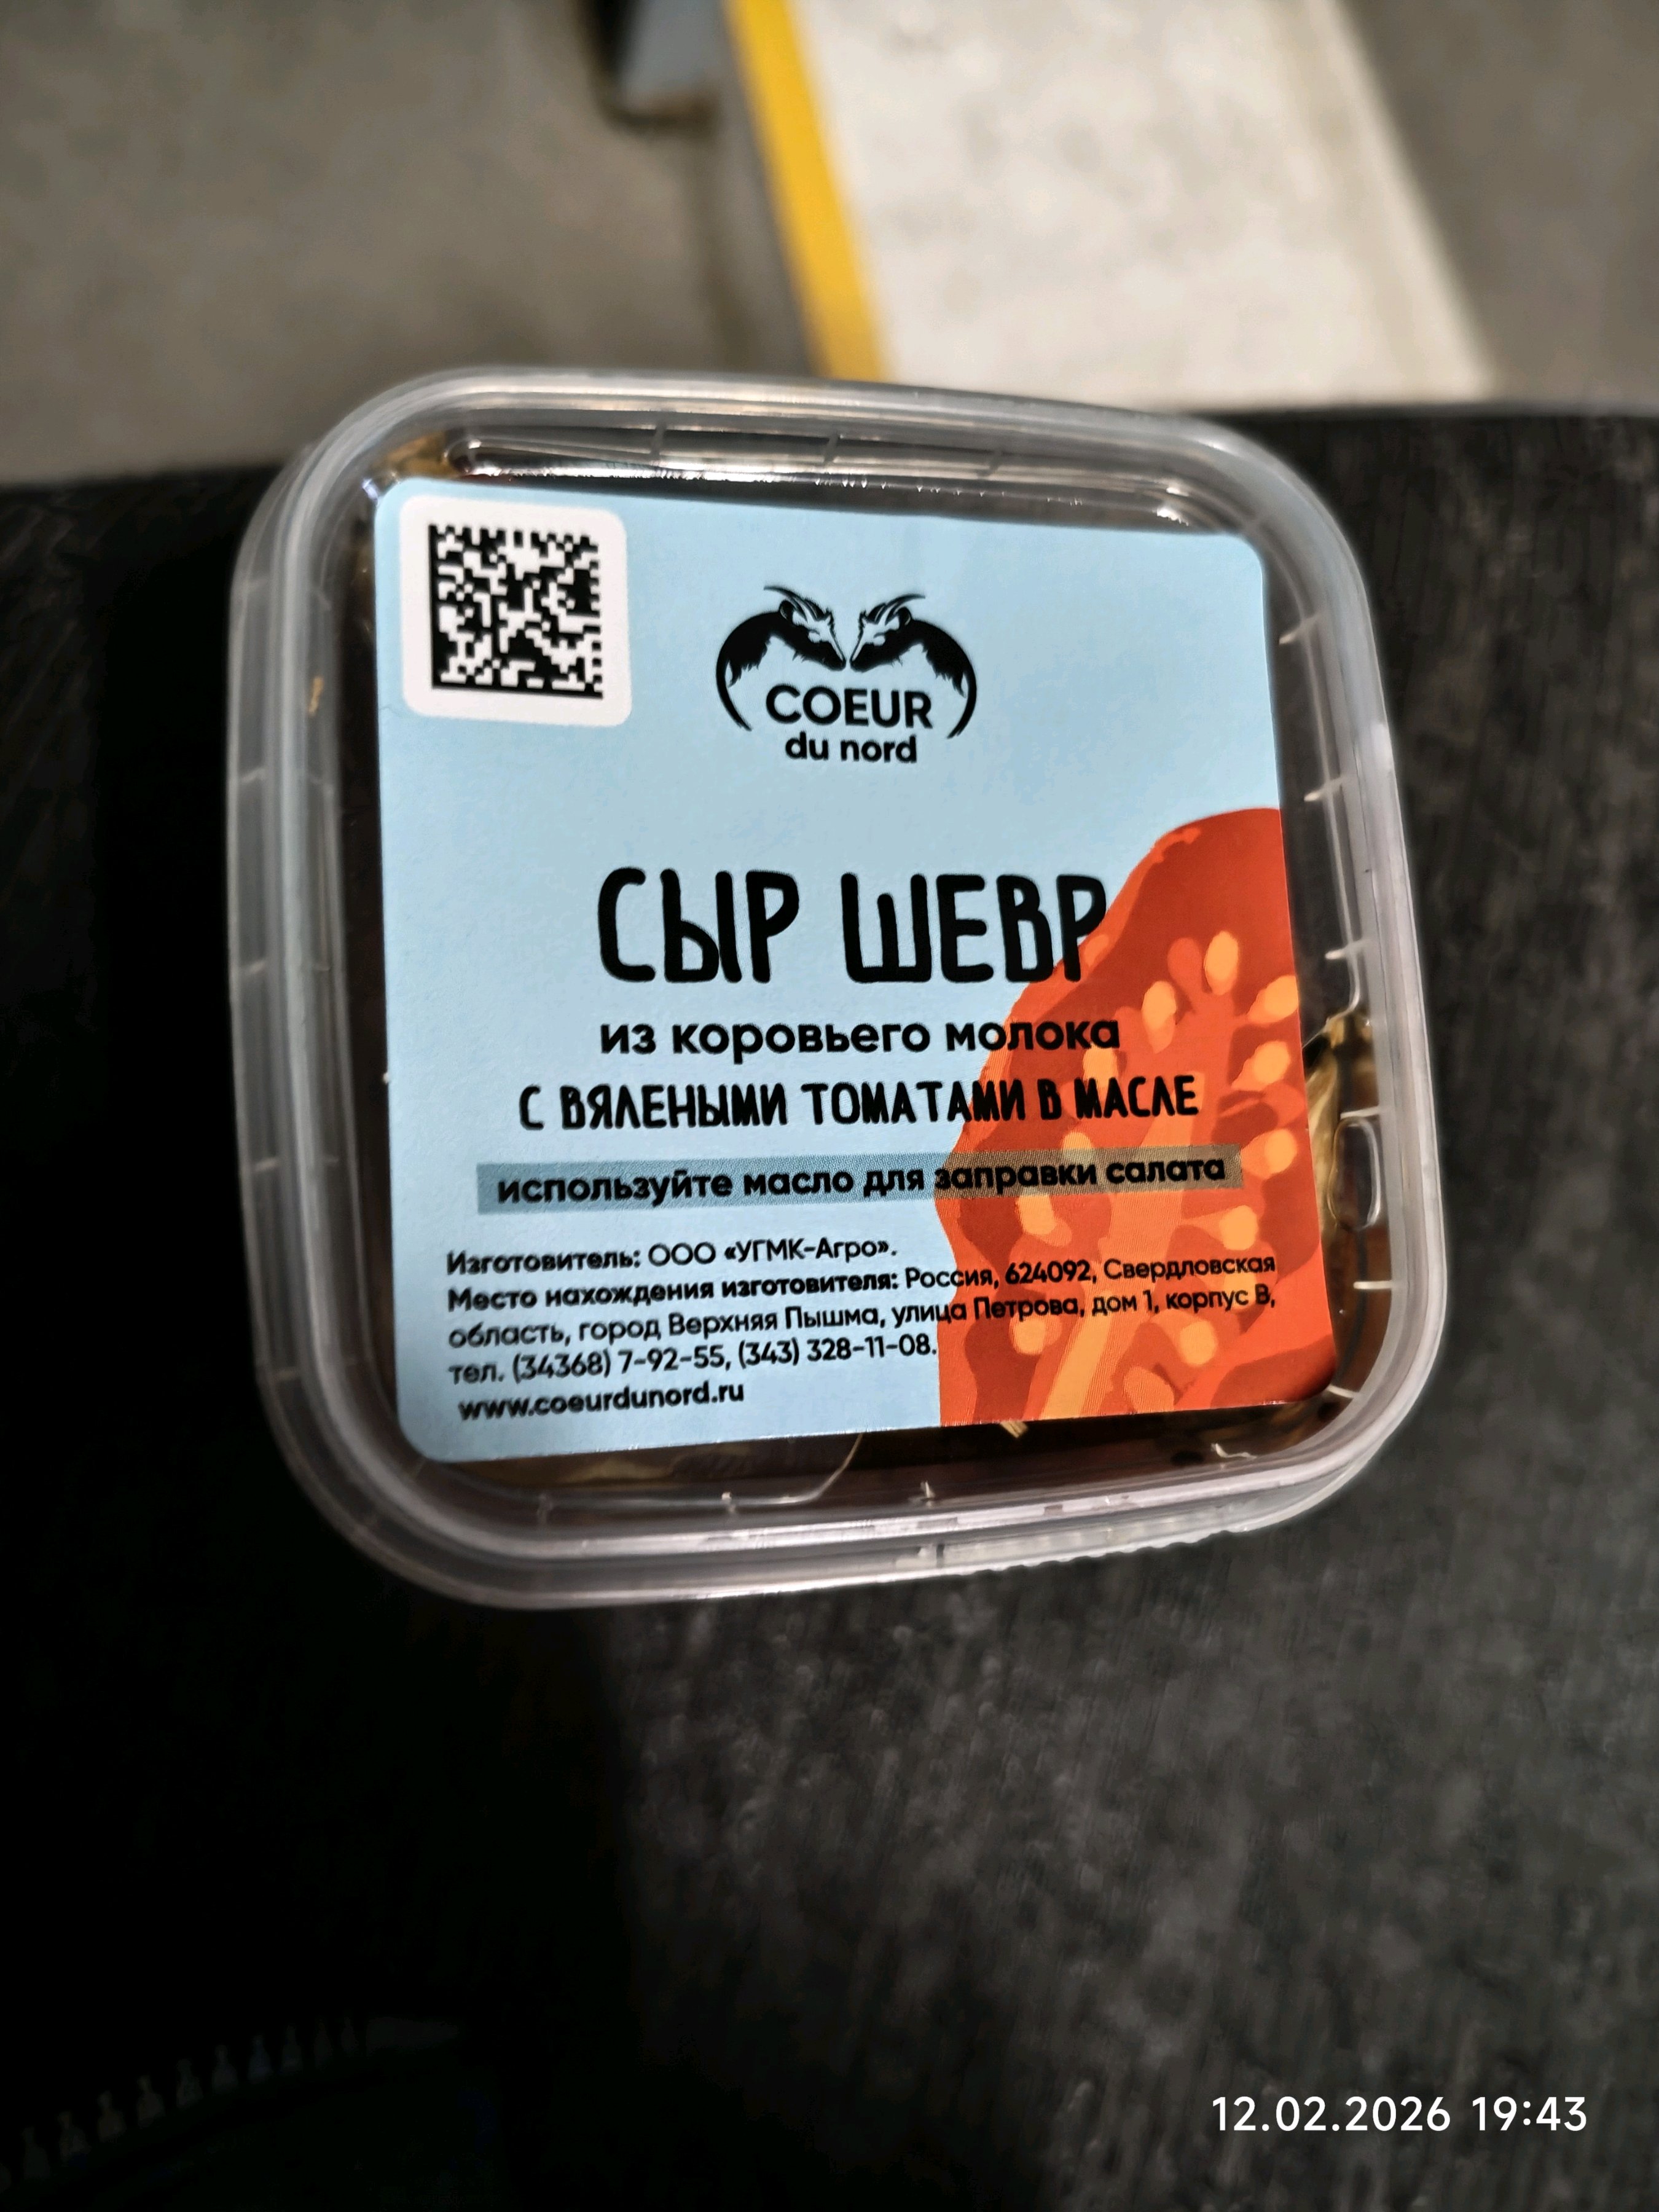 COEUR
du nord
СЫР ШЕВР
из коровьего молока
С ВЯЛЕНЫМИ ТОМАТАМИ В МАСЛЕ
используйте масло для заправки салата
Изготовитель: ООО «УГМК-Агро».
Место нахождения изготовителя: Россия, 624092, Свердловская
область, город Верхняя Пышма, улица Петрова, дом 1, корпус В,
тел. (34368) 7-92-55, (343) 328-11-08.
www.coeurdunord.ru
12.02.2026 19:43